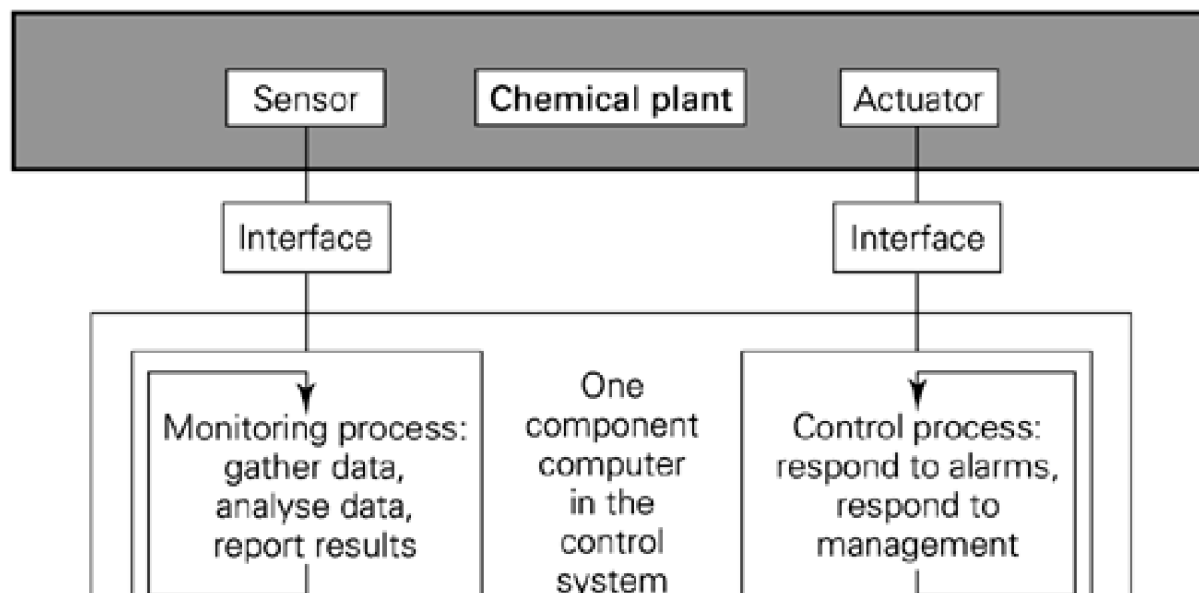 Sensor
Chemical plant
Actuator
Interface
Interface
Monitoring process:
gather data,
analyse data,
report results
One
component
computer
in the
control
system
Control process:
respond to alarms,
respond to
management